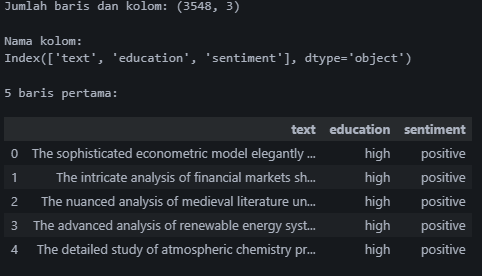 Jumlah baris dan kolom: (3548, 3)
Nama kolom:
Index(['text', 'education', 'sentiment'], dtype='object')
5 baris pertama:
text education sentiment
0 The sophisticated econometric model elegantly ... high positive
1 The intricate analysis of financial markets sh... high positive
2 The nuanced analysis of medieval literature un... high positive
3 The advanced analysis of renewable energy syst... high positive
4 The detailed study of atmospheric chemistry pr... high positive